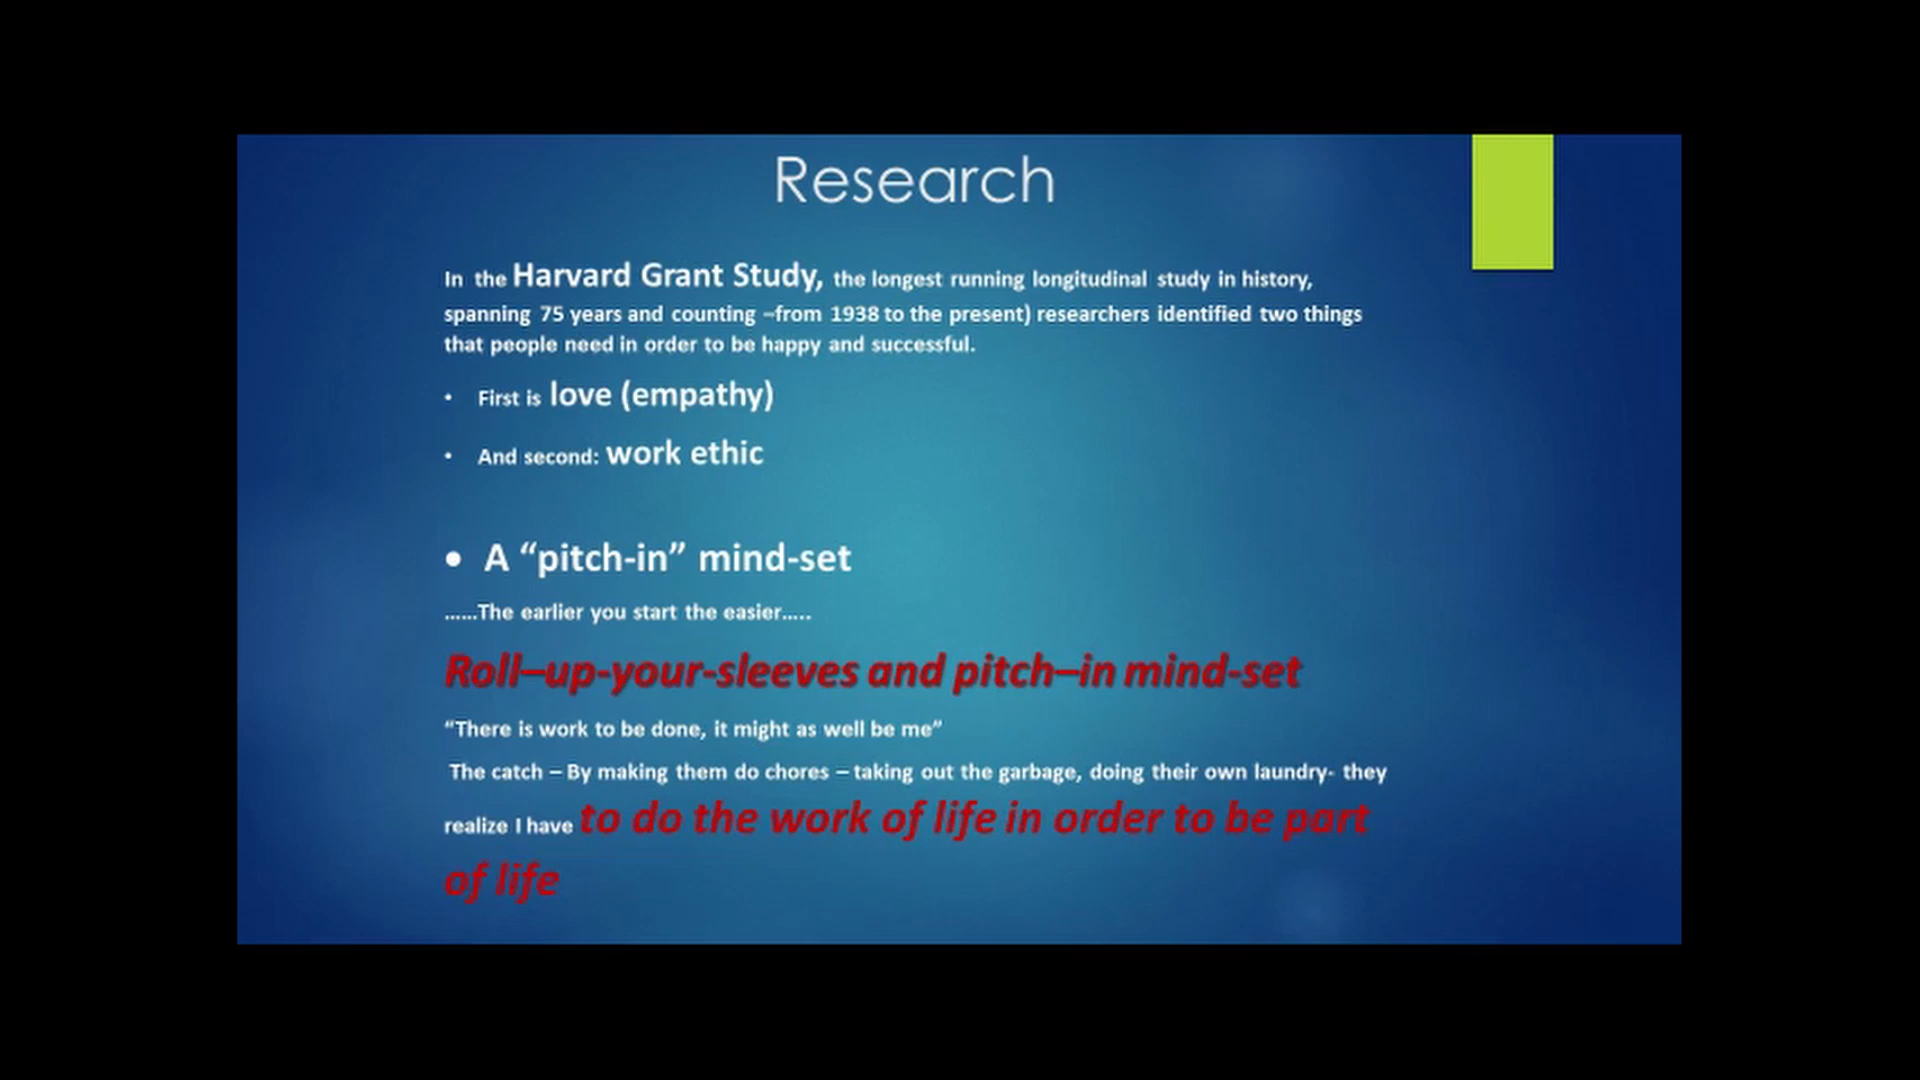 Research
In the Harvard Grant Study, the longest running longitudinal study in history,
spanning 75 years and counting –from 1938 to the present) researchers identified two things
that people need in order to be happy and successful.
• First is love (empathy)
• And second: work ethic
• A “pitch-in” mind-set
......The earlier you start the easier.....
Roll–up-your-sleeves and pitch–in mind-set
“There is work to be done, it might as well be me”
The catch – By making them do chores – taking out the garbage, doing their own laundry- they
realize I have to do the work of life in order to be part
of life